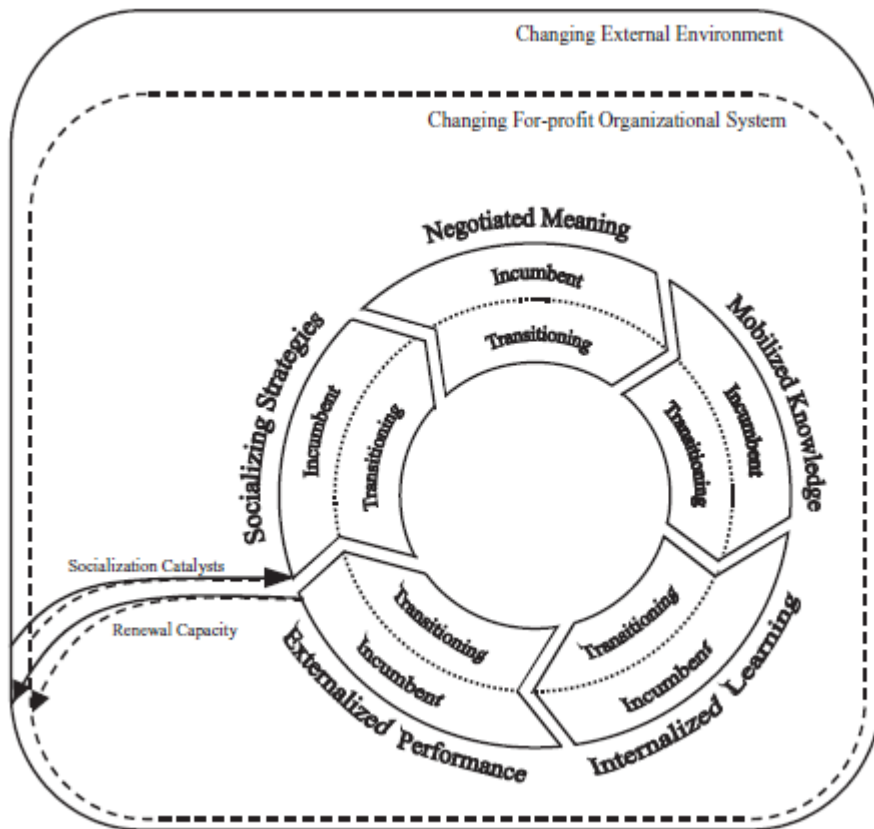 Changing External Environment
Changing For-profit Organizational System
Negotiated Meaning
Incumbent
Transitioning
Mobilized Knowledge
Incumbent
Transitioning
Socializing Strategies
Incumbent
Transitioning
Socialization Catalysts
Renewal Capacity
Transitioning
Incumbent
Externalized Performance
Transitioning
Incumbent
Internalized Learning